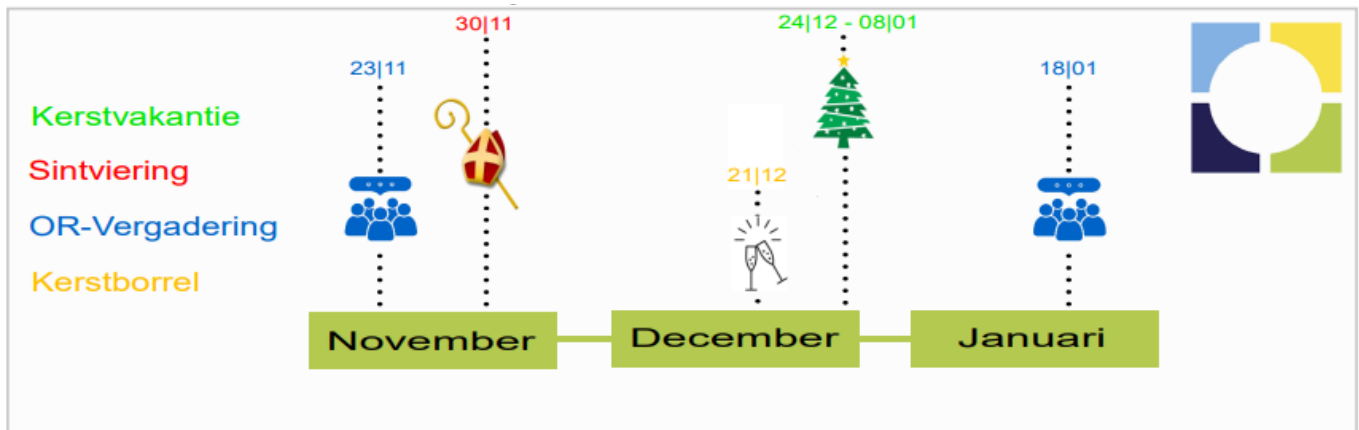 30|11
24|12 - 08|01
23|11
18|01
Kerstvakantie
Sintviering
21|12
OR-Vergadering
Kerstborrel
November
December
Januari